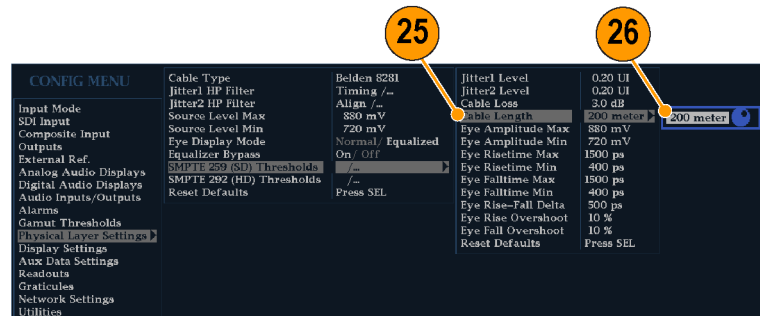 25
26
CONFIG MENU
Input Mode
SDI Input
Composite Input
Outputs
External Ref.
Analog Audio Displays
Digital Audio Displays
Audio Inputs/Outputs
Alarms
Gamut Thresholds
Physical Layer Settings
Display Settings
Aux Data Settings
Readouts
Graticules
Network Settings
Utilities
Cable Type Belden 8281
Jitter1 HP Filter Timing /...
Jitter2 HP Filter Align /...
Source Level Max 880 mV
Source Level Min 720 mV
Eye Display Mode Normal/ Equalized
Equalizer Bypass On/ Off
SMPTE 259 (SD) Thresholds /...
SMPTE 292 (HD) Thresholds /...
Reset Defaults Press SEL
Jitter1 Level 0.20 UI
Jitter2 Level 0.20 UI
Cable Loss 3.0 dB
Cable Length 200 meter
Eye Amplitude Max 880 mV
Eye Amplitude Min 720 mV
Eye Risetime Max 1500 ps
Eye Risetime Min 400 ps
Eye Falltime Max 1500 ps
Eye Falltime Min 400 ps
Eye Rise-Fall Delta 500 ps
Eye Rise Overshoot 10 %
Eye Fall Overshoot 10 %
Reset Defaults Press SEL
200 meter